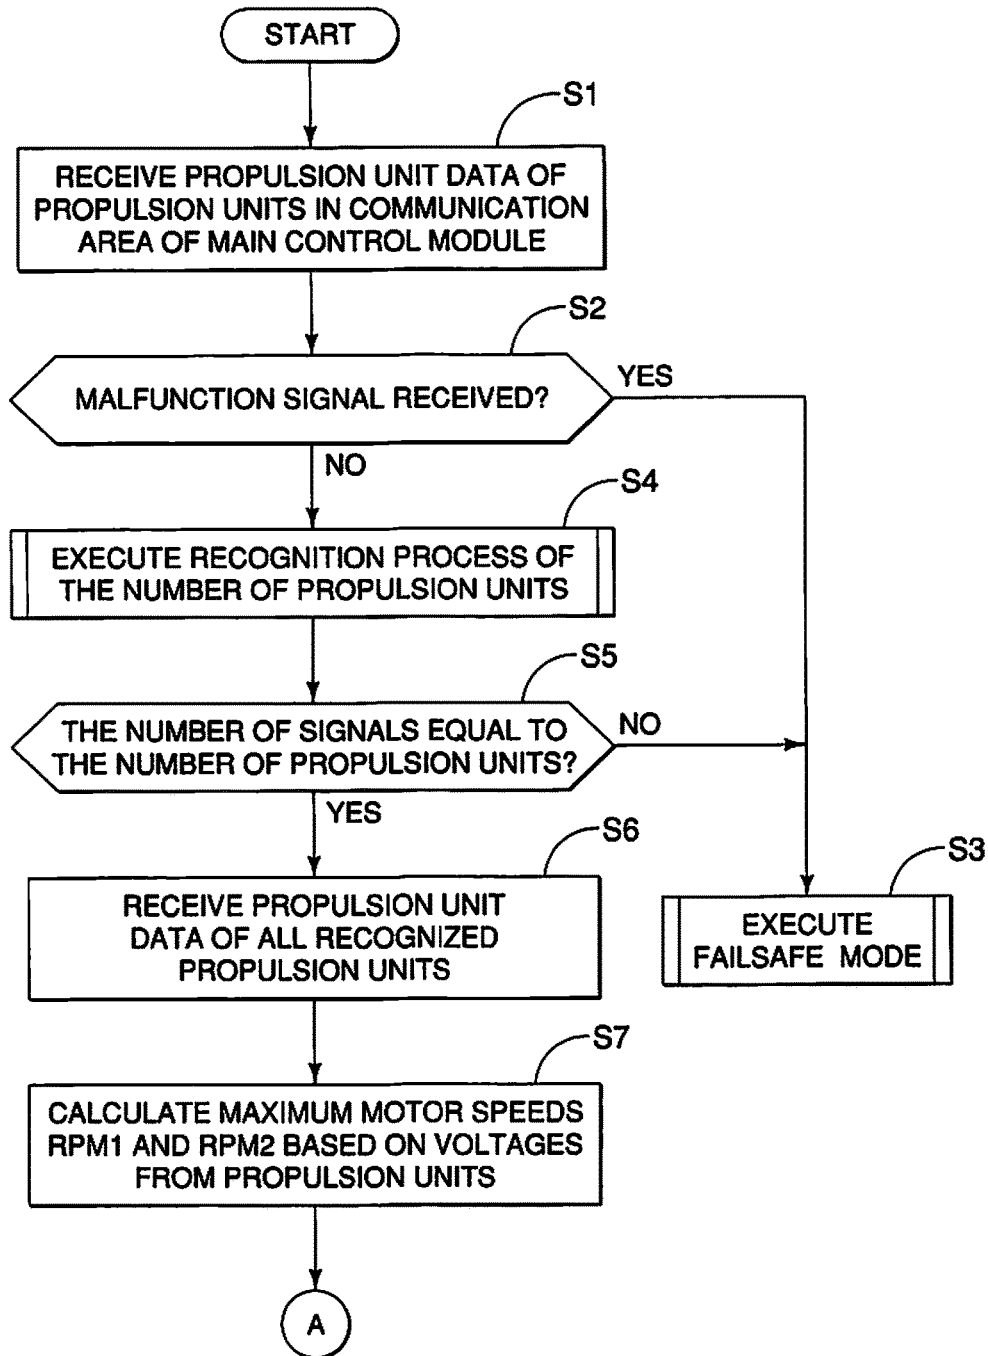 START
S1
RECEIVE PROPULSION UNIT DATA OF
PROPULSION UNITS IN COMMUNICATION
AREA OF MAIN CONTROL MODULE
S2
MALFUNCTION SIGNAL RECEIVED?
YES
NO
S4
EXECUTE RECOGNITION PROCESS OF
THE NUMBER OF PROPULSION UNITS
S5
THE NUMBER OF SIGNALS EQUAL TO
THE NUMBER OF PROPULSION UNITS?
NO
YES
S6
RECEIVE PROPULSION UNIT
DATA OF ALL RECOGNIZED
PROPULSION UNITS
S3
EXECUTE
FAILSAFE MODE
S7
CALCULATE MAXIMUM MOTOR SPEEDS
RPM1 AND RPM2 BASED ON VOLTAGES
FROM PROPULSION UNITS
A